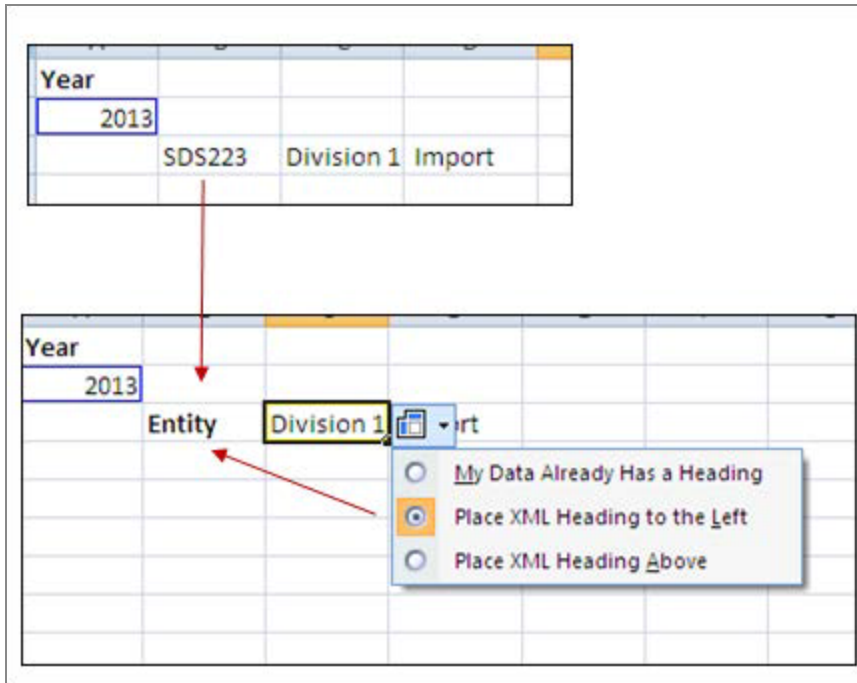 Year
2013
SDS223 Division 1 Import
Year
2013
Entity Division 1 rt
My Data Already Has a Heading
Place XML Heading to the Left
Place XML Heading Above